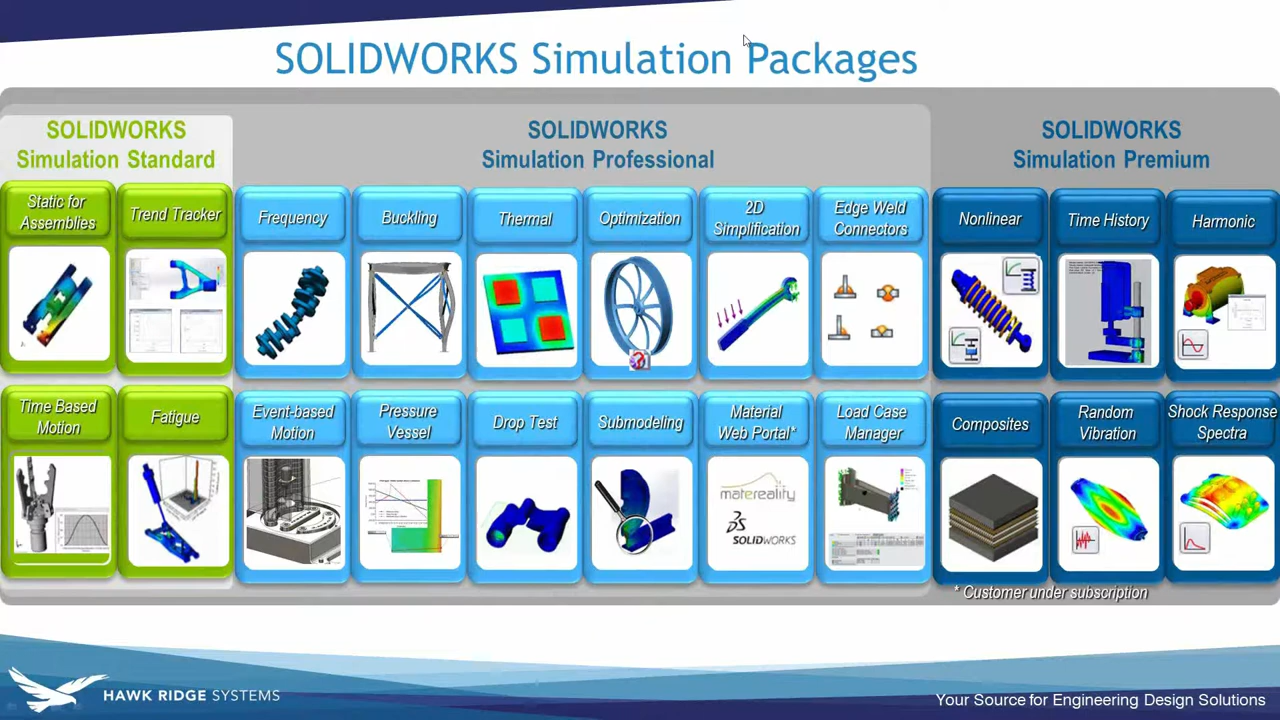 SOLIDWORKS Simulation Packages
SOLIDWORKS
Simulation Standard
SOLIDWORKS
Simulation Professional
SOLIDWORKS
Simulation Premium
Static for
Assemblies
Trend Tracker
Frequency
Buckling
Thermal
Optimization
2D
Simplification
Edge Weld
Connectors
Nonlinear
Time History
Harmonic
Time Based
Motion
Fatigue
Event-based
Motion
Pressure
Vessel
Drop Test
Submodeling
Material
Web Portal*
Load Case
Manager
Composites
Random
Vibration
Shock Response
Spectra
matereality
SOLIDWORKS
* Customer under subscription
HAWK RIDGE SYSTEMS
Your Source for Engineering Design Solutions